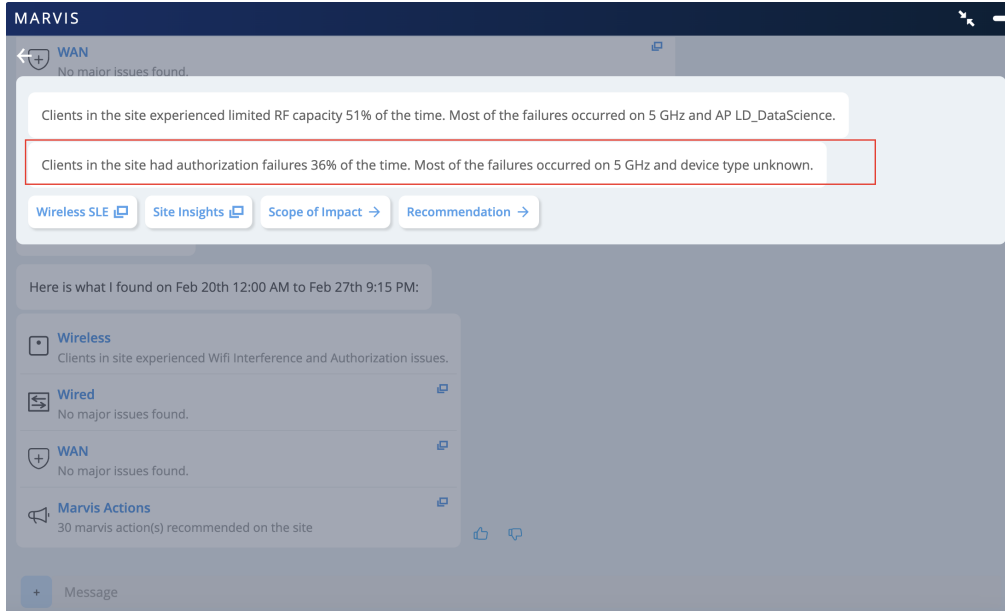 MARVIS
WAN
No major issues found.
Clients in the site experienced limited RF capacity 51% of the time. Most of the failures occurred on 5 GHz and AP LD_DataScience.
Clients in the site had authorization failures 36% of the time. Most of the failures occurred on 5 GHz and device type unknown.
Wireless SLE Site Insights Scope of Impact → Recommendation →
Here is what I found on Feb 20th 12:00 AM to Feb 27th 9:15 PM:
Wireless
Clients in site experienced Wifi Interference and Authorization issues.
Wired
No major issues found.
WAN
No major issues found.
Marvis Actions
30 marvis action(s) recommended on the site
+ Message